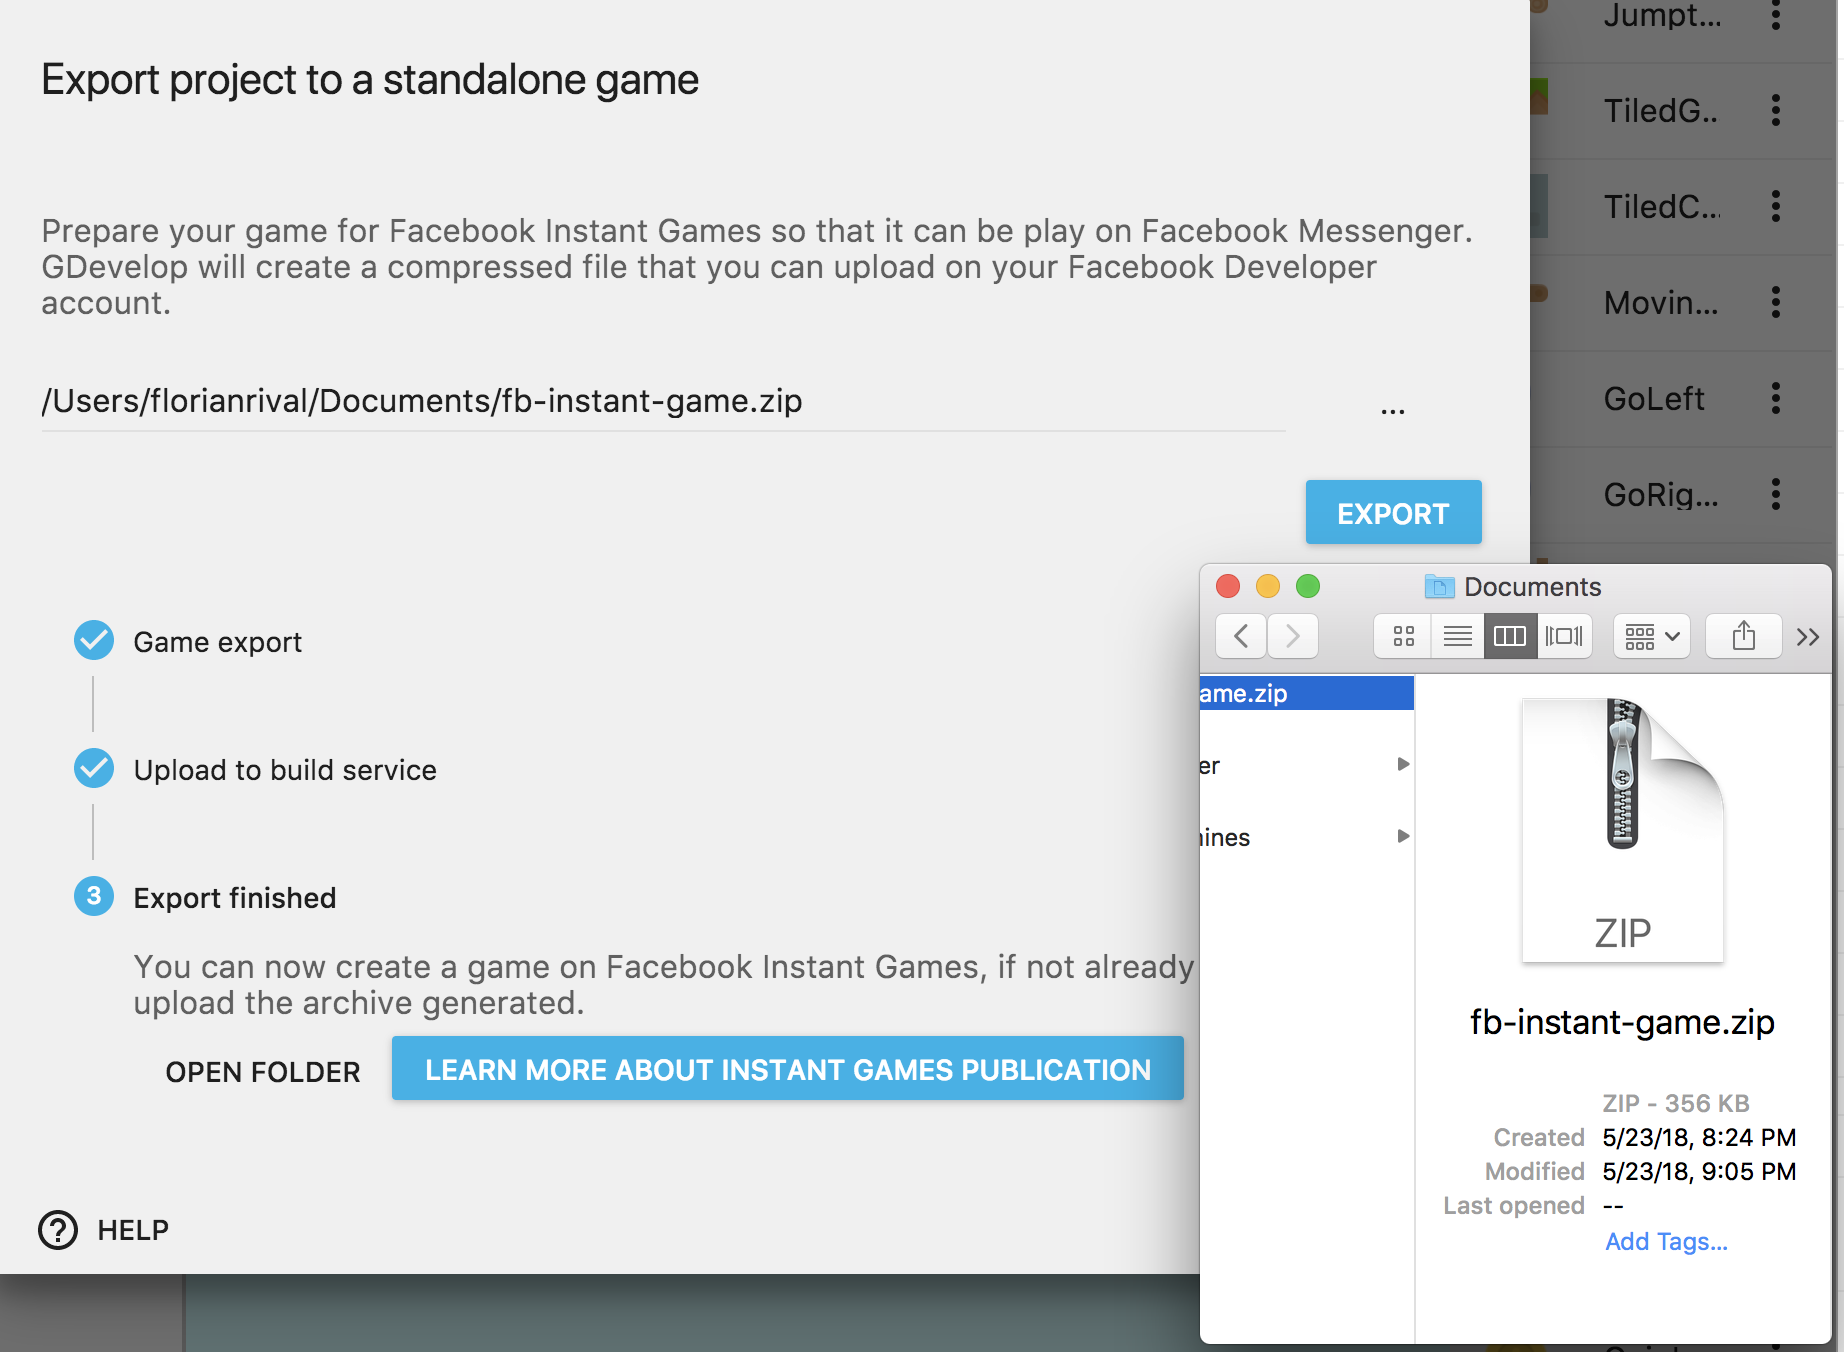 Export project to a standalone game
Prepare your game for Facebook Instant Games so that it can be play on Facebook Messenger.
GDevelop will create a compressed file that you can upload on your Facebook Developer
account.
/Users/florianrival/Documents/fb-instant-game.zip
...
EXPORT
Game export
Upload to build service
3 Export finished
You can now create a game on Facebook Instant Games, if not already
upload the archive generated.
OPEN FOLDER
LEARN MORE ABOUT INSTANT GAMES PUBLICATION
? HELP
Jumpt...
TiledG..
TiledC...
Movin...
GoLeft
GoRig...
Documents
ame.zip
er
ines
ZIP
fb-instant-game.zip
ZIP - 356 KB
Created 5/23/18, 8:24 PM
Modified 5/23/18, 9:05 PM
Last opened --
Add Tags...